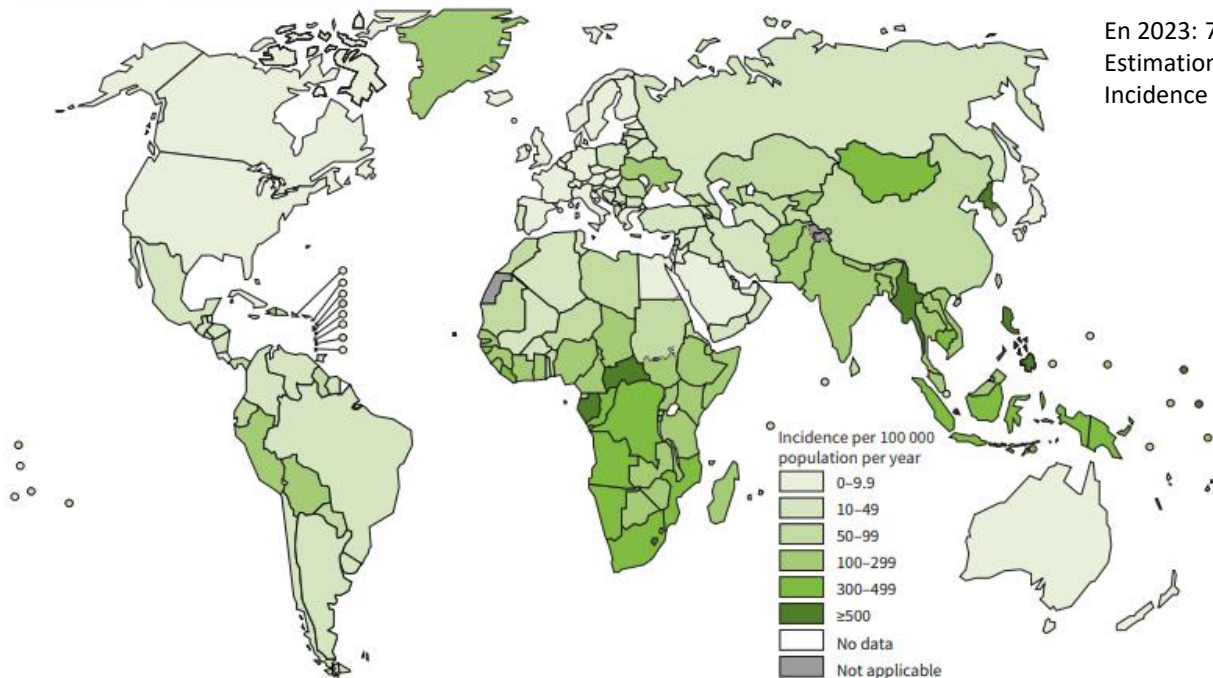 En 2023: 7
Estimation
Incidence
Incidence per 100 000
population per year
0–9.9
10–49
50–99
100–299
300–499
≥500
No data
Not applicable